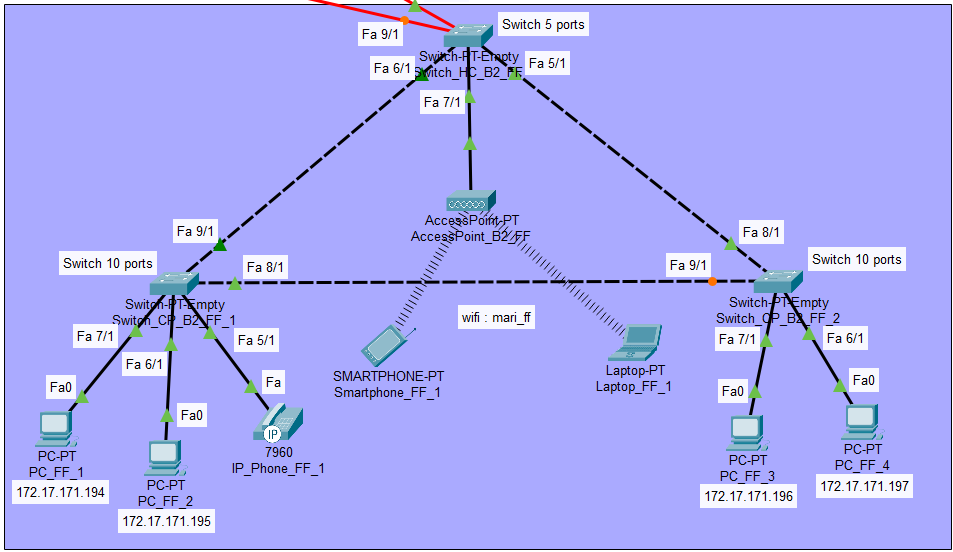 Switch 5 ports
Fa 9/1
Switch-PT-Empty
Switch_HC_B2_FF
Fa 6/1
Fa 5/1
Fa 7/1
AccessPoint-PT
AccessPoint_B2_FF
Fa 9/1
Fa 8/1
Switch 10 ports
Fa 8/1
Fa 9/1
Switch 10 ports
Switch-PT-Empty
Switch_CP_B2_FF_1
Switch-PT-Empty
Switch_CP_B2_FF_2
wifi : mari_ff
Fa 7/1
Fa 6/1
Fa 5/1
Fa 7/1
Fa 6/1
SMARTPHONE-PT
Smartphone_FF_1
Laptop-PT
Laptop_FF_1
Fa0
Fa0
Fa
Fa0
Fa0
PC-PT
PC_FF_1
172.17.171.194
PC-PT
PC_FF_2
172.17.171.195
IP
7960
IP_Phone_FF_1
PC-PT
PC_FF_3
172.17.171.196
PC-PT
PC_FF_4
172.17.171.197